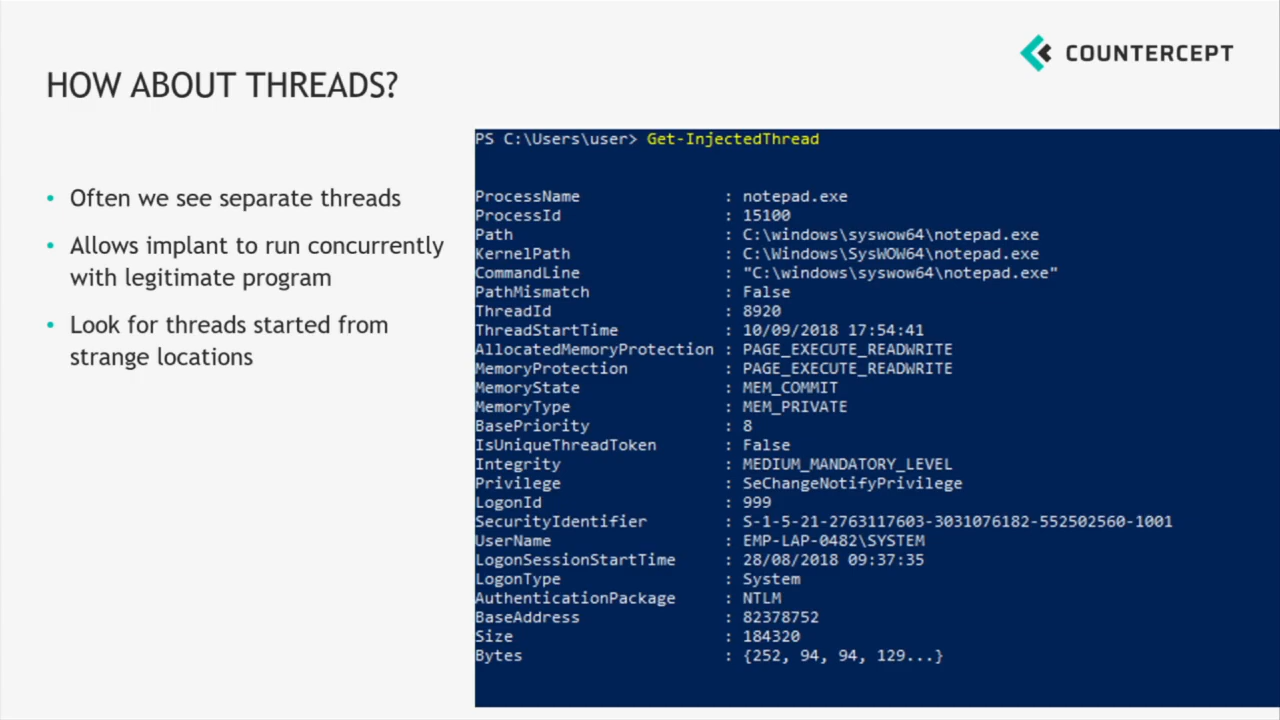 COUNTERCEPT
HOW ABOUT THREADS?
• Often we see separate threads
• Allows implant to run concurrently
with legitimate program
• Look for threads started from
strange locations
PS C:\Users\user> Get-InjectedThread
ProcessName : notepad.exe
ProcessId : 15100
Path : C:\windows\syswow64\notepad.exe
KernelPath : C:\Windows\SysWOW64\notepad.exe
CommandLine : "C:\windows\syswow64\notepad.exe"
PathMismatch : False
ThreadId : 8920
ThreadStartTime : 10/09/2018 17:54:41
AllocatedMemoryProtection : PAGE_EXECUTE_READWRITE
MemoryProtection : PAGE_EXECUTE_READWRITE
MemoryState : MEM_COMMIT
MemoryType : MEM_PRIVATE
BasePriority : 8
IsUniqueThreadToken : False
Integrity : MEDIUM_MANDATORY_LEVEL
Privilege : SeChangeNotifyPrivilege
LogonId : 999
SecurityIdentifier : S-1-5-21-2763117603-3031076182-552502560-1001
UserName : EMP-LAP-0482\SYSTEM
LogonSessionStartTime : 28/08/2018 09:37:35
LogonType : System
AuthenticationPackage : NTLM
BaseAddress : 82378752
Size : 184320
Bytes : {252, 94, 94, 129...}